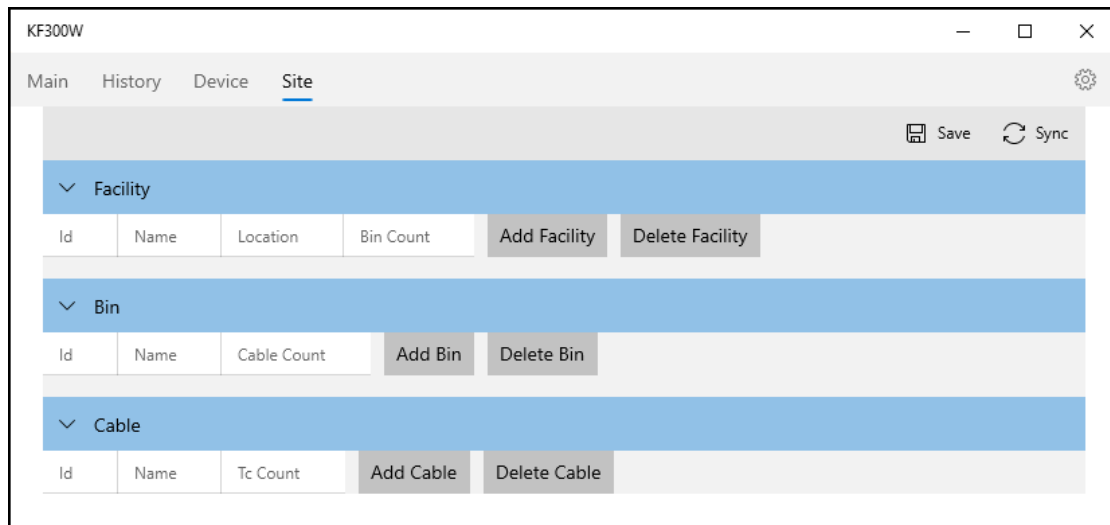 KF300W
Main History Device Site
Save Sync
Facility
Id Name Location Bin Count Add Facility Delete Facility
Bin
Id Name Cable Count Add Bin Delete Bin
Cable
Id Name Tc Count Add Cable Delete Cable